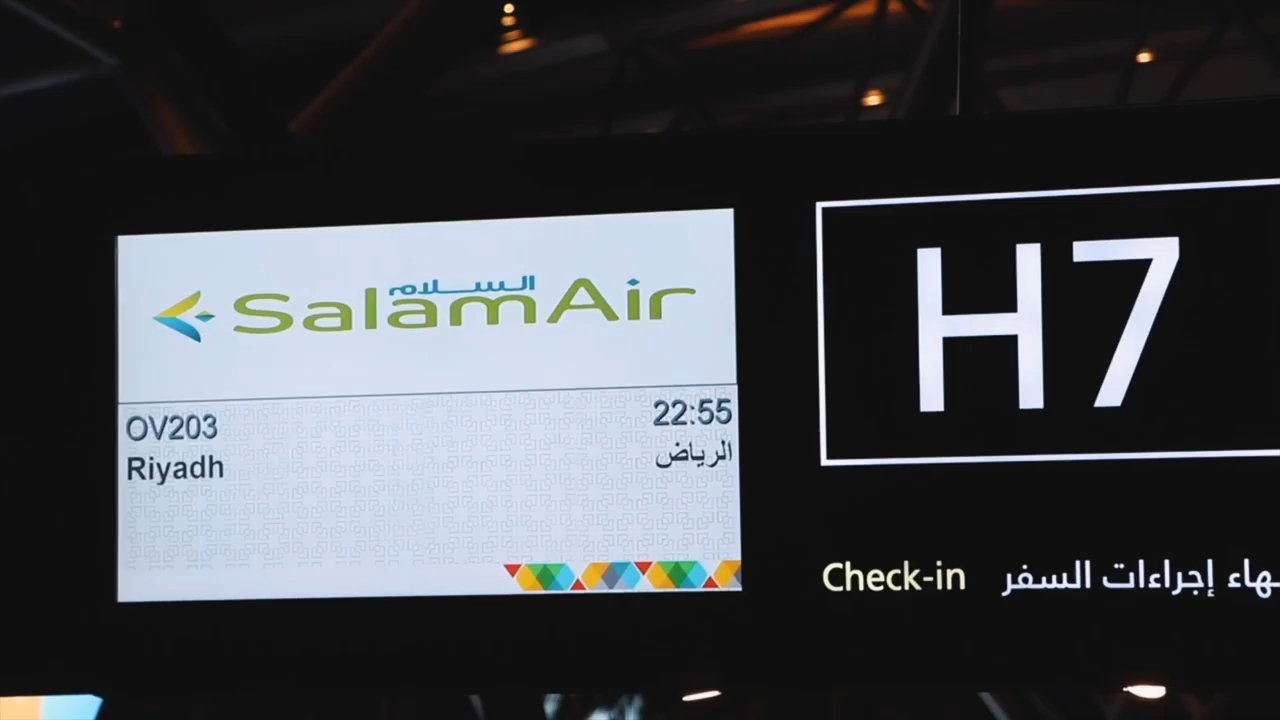 السلام
SalamAir
OV203 22:55
Riyadh الرياض
H7
Check-in إجراءات السفر